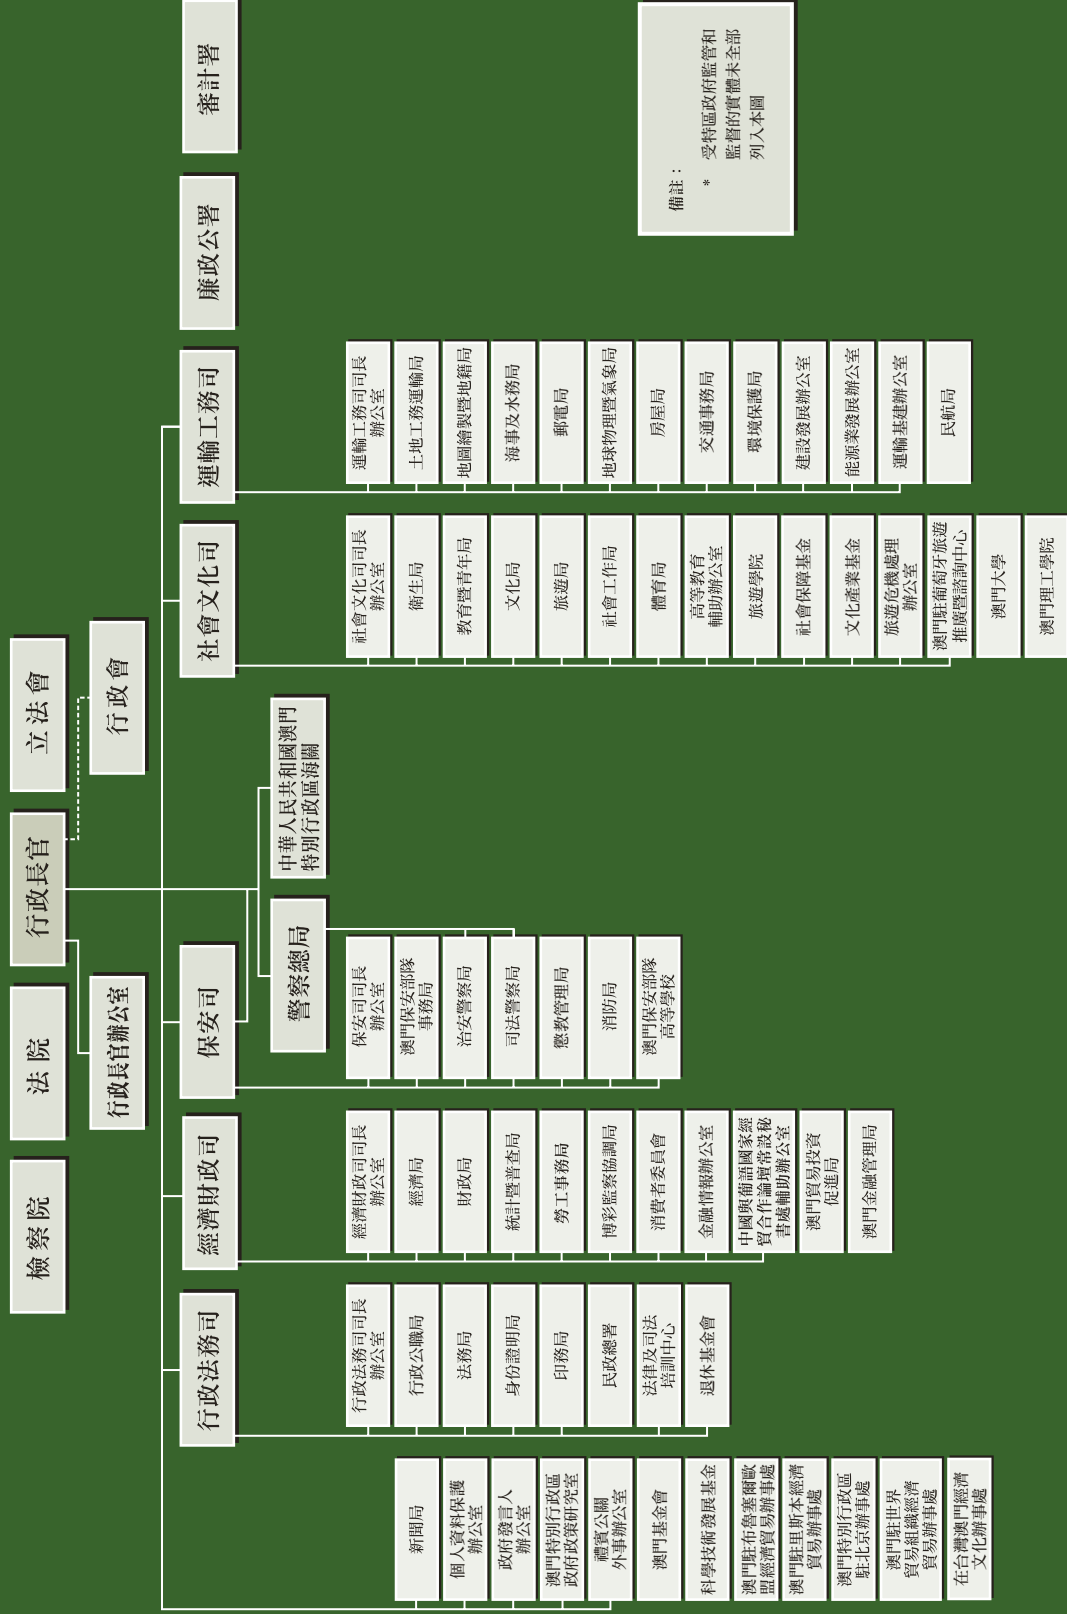 檢察院
法院
行政長官
立法會
行政長官辦公室
行政會
行政法務司
經濟財政司
保安司
社會文化司
運輸工務司
廉政公署
審計署
警察總局
中華人民共和國澳門
特別行政區海關
新聞局
個人資料保護
辦公室
政府發言人
辦公室
澳門特別行政區
政府政策研究室
禮賓公關
外事辦公室
澳門基金會
科學技術發展基金
澳門駐布魯塞爾歐
盟經濟貿易辦事處
澳門駐里斯本經濟
貿易辦事處
澳門特別行政區
駐北京辦事處
澳門駐世界
貿易組織經濟
貿易辦事處
在台灣澳門經濟
文化辦事處
行政法務司司長
辦公室
行政公職局
法務局
身份證明局
印務局
民政總署
法律及司法
培訓中心
退休基金會
經濟財政司司長
辦公室
經濟局
財政局
統計暨普查局
勞工事務局
博彩監察協調局
消費者委員會
金融情報辦公室
中國與葡語國家經
貿合作論壇常設秘
書處輔助辦公室
澳門貿易投資
促進局
澳門金融管理局
保安司司長
辦公室
澳門保安部隊
事務局
治安警察局
司法警察局
懲教管理局
消防局
澳門保安部隊
高等學校
社會文化司司長
辦公室
衛生局
教育暨青年局
文化局
旅遊局
社會工作局
體育局
高等教育
輔助辦公室
旅遊學院
社會保障基金
文化產業基金
旅遊危機處理
辦公室
澳門駐葡萄牙旅遊
推廣暨諮詢中心
澳門大學
澳門理工學院
運輸工務司司長
辦公室
土地工務運輸局
地圖繪製暨地籍局
海事及水務局
郵電局
地球物理暨氣象局
房屋局
交通事務局
環境保護局
建設發展辦公室
能源業發展辦公室
運輸基建辦公室
民航局
備註：
* 受特區政府監管和
監督的實體未全部
列入本圖